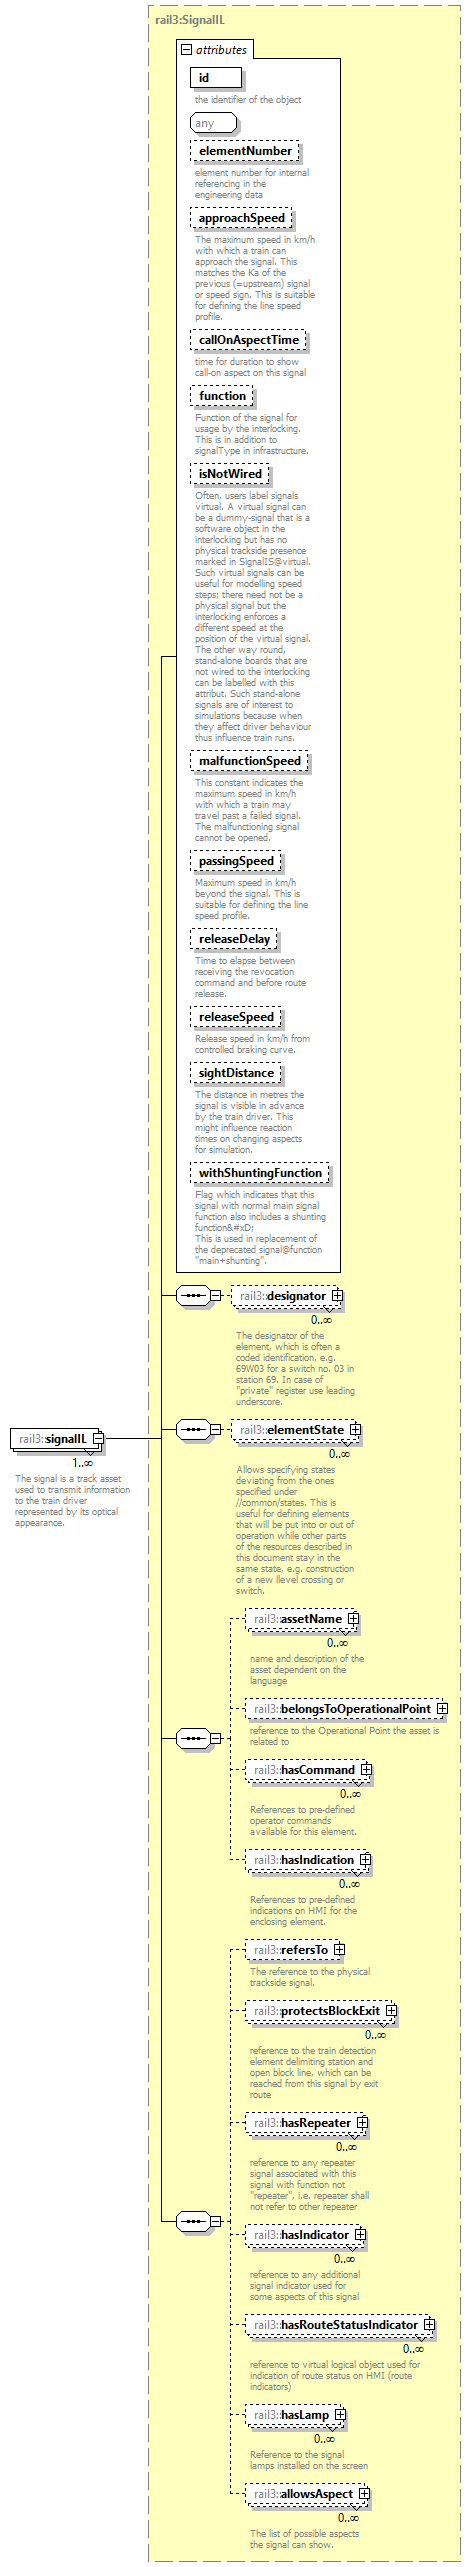 rail3:SignalIL
attributes
id
the identifier of the object
any
elementNumber
element number for internal
referencing in the
engineering data
approachSpeed
The maximum speed in km/h
with which a train can
approach the signal. This
matches the Ka of the
previous (=upstream) signal
or speed sign. This is suitable
for defining the line speed
profile.
callOnAspectTime
time for duration to show
call-on aspect on this signal
function
Function of the signal for
usage by the interlocking.
This is in addition to
signalType in infrastructure.
isNotWired
Often, users label signals
virtual. A virtual signal can
be a dummy-signal that is a
software object in the
interlocking but has no
physical trackside presence
marked in SignalIS@virtual.
Such virtual signals can be
useful for modelling speed
steps; there need not be a
physical signal but the
interlocking enforces a
different speed at the
position of the virtual signal.
The other way round,
stand-alone boards that are
not wired to the interlocking
can be labelled with this
attribut. Such stand-alone
signals are of interest to
simulations because when
they affect driver behaviour
thus influence train runs.
malfunctionSpeed
This constant indicates the
maximum speed in km/h
with which a train may
travel past a failed signal.
The malfunctioning signal
cannot be opened.
passingSpeed
Maximum speed in km/h
beyond the signal. This is
suitable for defining the line
speed profile.
releaseDelay
Time to elapse between
receiving the revocation
command and before route
release.
releaseSpeed
Release speed in km/h from
controlled braking curve.
sightDistance
The distance in metres the
signal is visible in advance
by the train driver. This
might influence reaction
times on changing aspects
for simulation.
withShuntingFunction
Flag which indicates that this
signal with normal main signal
function also includes a shunting
function&#xD;
This is used in replacement of
the deprecated signal@function
"main+shunting".
rail3::designator
0..∞
The designator of the
element, which is often a
coded identification, e.g.
69W03 for a switch no. 03 in
station 69. In case of
"private" register use leading
underscore.
rail3::signalIL
1..∞
The signal is a track asset
used to transmit information
to the train driver
represented by its optical
appearance.
rail3::elementState
0..∞
Allows specifying states
deviating from the ones
specified under
//common/states. This is
useful for defining elements
that will be put into or out of
operation while other parts
of the resources described in
this document stay in the
same state, e.g. construction
of a new llevel crossing or
switch.
rail3::assetName
0..∞
name and description of the
asset dependent on the
language
rail3::belongsToOperationalPoint
reference to the Operational Point the asset is
related to
rail3::hasCommand
0..∞
References to pre-defined
operator commands
available for this element.
rail3::hasIndication
0..∞
References to pre-defined
indications on HMI for the
enclosing element.
rail3::refersTo
The reference to the physical
trackside signal.
rail3::protectsBlockExit
0..∞
reference to the train detection
element delimiting station and
open block line, which can be
reached from this signal by exit
route
rail3::hasRepeater
0..∞
reference to any repeater
signal associated with this
signal with function not
"repeater", i.e. repeater shall
not refer to other repeater
rail3::hasIndicator
0..∞
reference to any additional
signal indicator used for
some aspects of this signal
rail3::hasRouteStatusIndicator
0..∞
reference to virtual logical object used for
indication of route status on HMI (route
indicators)
rail3::hasLamp
0..∞
Reference to the signal
lamps installed on the screen
rail3::allowsAspect
0..∞
The list of possible aspects
the signal can show.